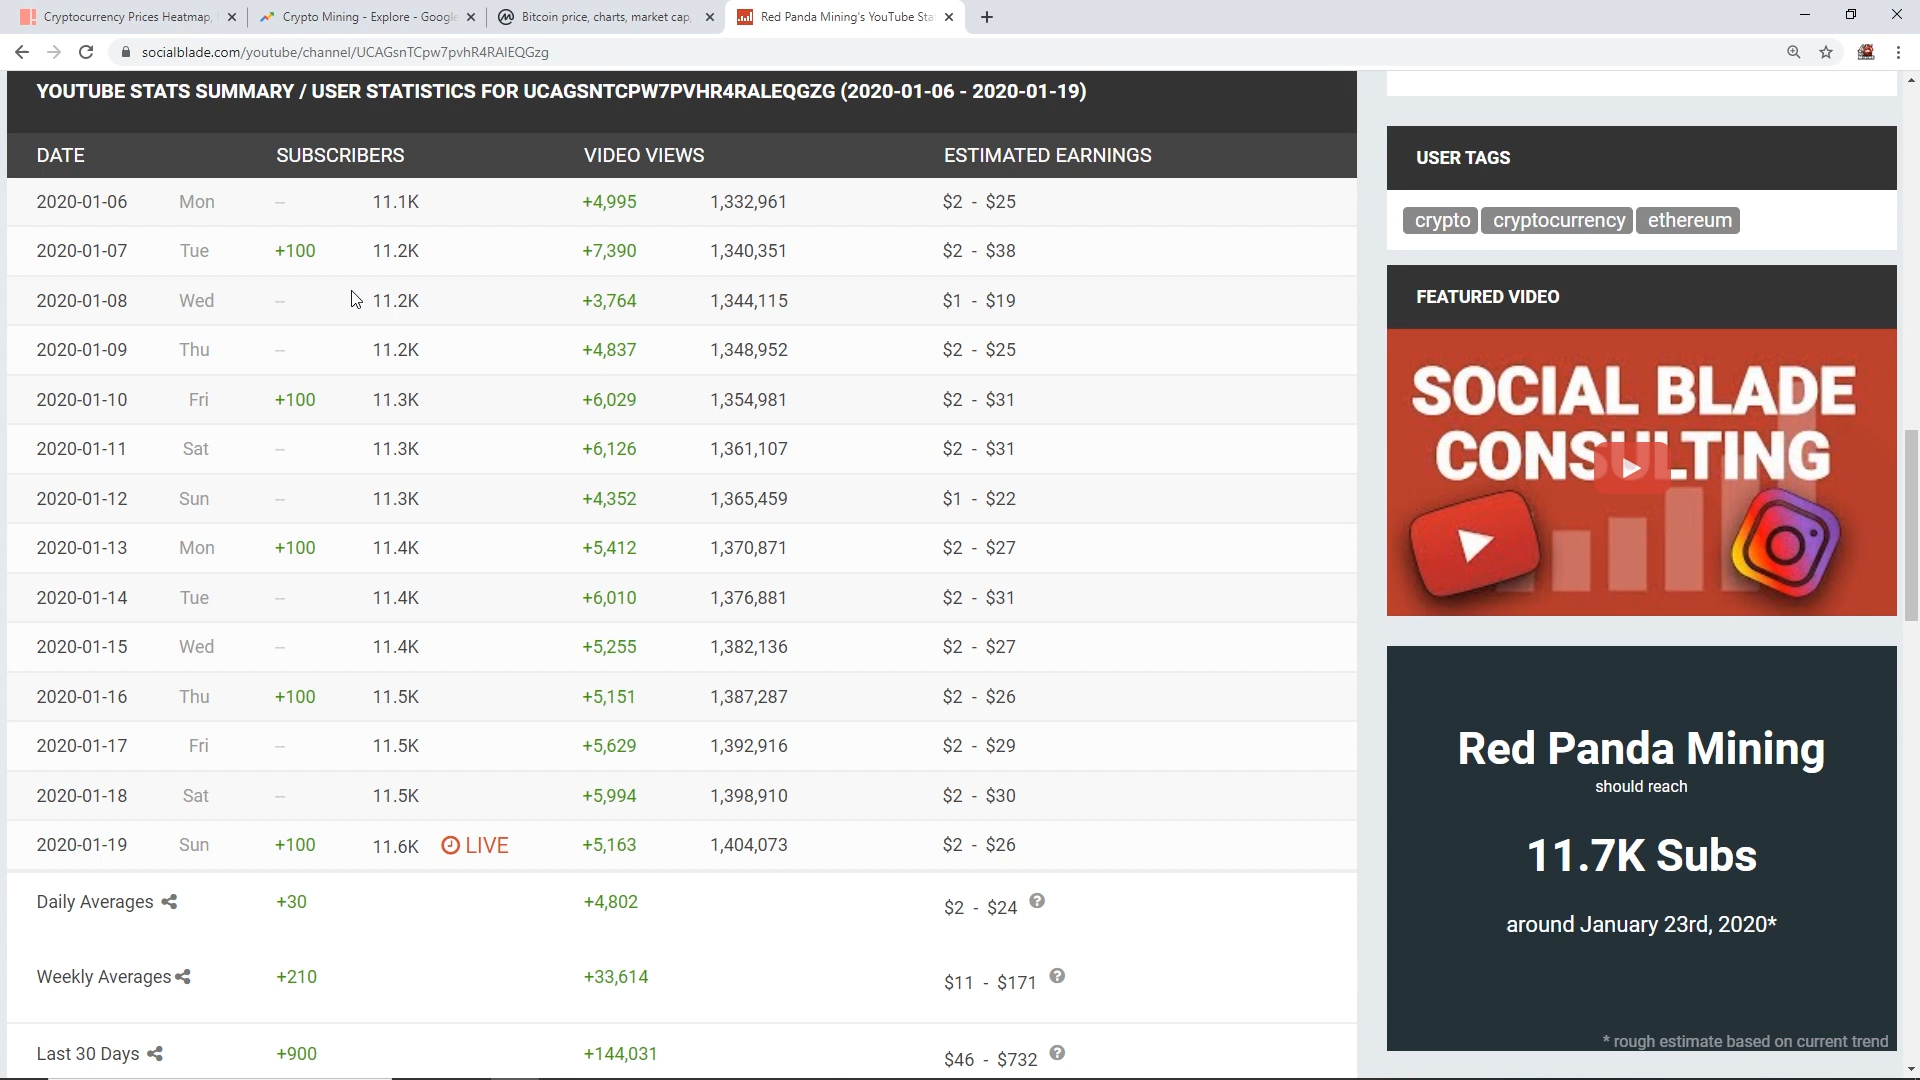 Cryptocurrency Prices Heatmap,
Crypto Mining - Explore - Google
Bitcoin price, charts, market cap,
Red Panda Mining's YouTube Sta
socialblade.com/youtube/channel/UCAGsnTCpw7pvhR4RAIEQGzg
YOUTUBE STATS SUMMARY / USER STATISTICS FOR UCAGSNTCPW7PVHR4RALEQGZG (2020-01-06 - 2020-01-19)
DATE SUBSCRIBERS VIDEO VIEWS ESTIMATED EARNINGS
2020-01-06 Mon -- 11.1K +4,995 1,332,961 $2 - $25
2020-01-07 Tue +100 11.2K +7,390 1,340,351 $2 - $38
2020-01-08 Wed -- 11.2K +3,764 1,344,115 $1 - $19
2020-01-09 Thu -- 11.2K +4,837 1,348,952 $2 - $25
2020-01-10 Fri +100 11.3K +6,029 1,354,981 $2 - $31
2020-01-11 Sat -- 11.3K +6,126 1,361,107 $2 - $31
2020-01-12 Sun -- 11.3K +4,352 1,365,459 $1 - $22
2020-01-13 Mon +100 11.4K +5,412 1,370,871 $2 - $27
2020-01-14 Tue -- 11.4K +6,010 1,376,881 $2 - $31
2020-01-15 Wed -- 11.4K +5,255 1,382,136 $2 - $27
2020-01-16 Thu +100 11.5K +5,151 1,387,287 $2 - $26
2020-01-17 Fri -- 11.5K +5,629 1,392,916 $2 - $29
2020-01-18 Sat -- 11.5K +5,994 1,398,910 $2 - $30
2020-01-19 Sun +100 11.6K LIVE +5,163 1,404,073 $2 - $26
Daily Averages +30 +4,802 $2 - $24 ?
Weekly Averages +210 +33,614 $11 - $171 ?
Last 30 Days +900 +144,031 $46 - $732 ?
USER TAGS
crypto cryptocurrency ethereum
FEATURED VIDEO
SOCIAL BLADE
CONSULTING
Red Panda Mining
should reach
11.7K Subs
around January 23rd, 2020*
* rough estimate based on current trend